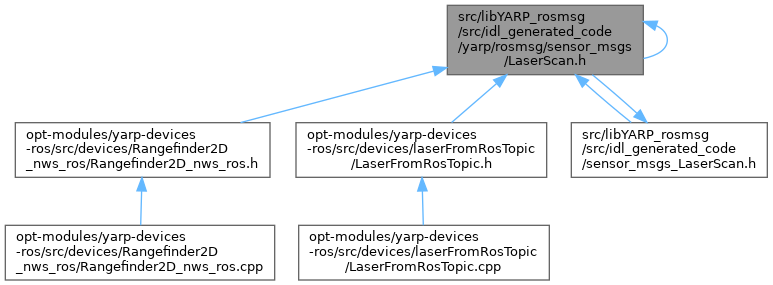 src/libYARP_rosmsg
/src/idl_generated_code
/yarp/rosmsg/sensor_msgs
/LaserScan.h
opt-modules/yarp-devices
-ros/src/devices/Rangefinder2D
_nws_ros/Rangefinder2D_nws_ros.h
opt-modules/yarp-devices
-ros/src/devices/laserFromRosTopic
/LaserFromRosTopic.h
src/libYARP_rosmsg
/src/idl_generated_code
/sensor_msgs_LaserScan.h
opt-modules/yarp-devices
-ros/src/devices/Rangefinder2D
_nws_ros/Rangefinder2D_nws_ros.cpp
opt-modules/yarp-devices
-ros/src/devices/laserFromRosTopic
/LaserFromRosTopic.cpp